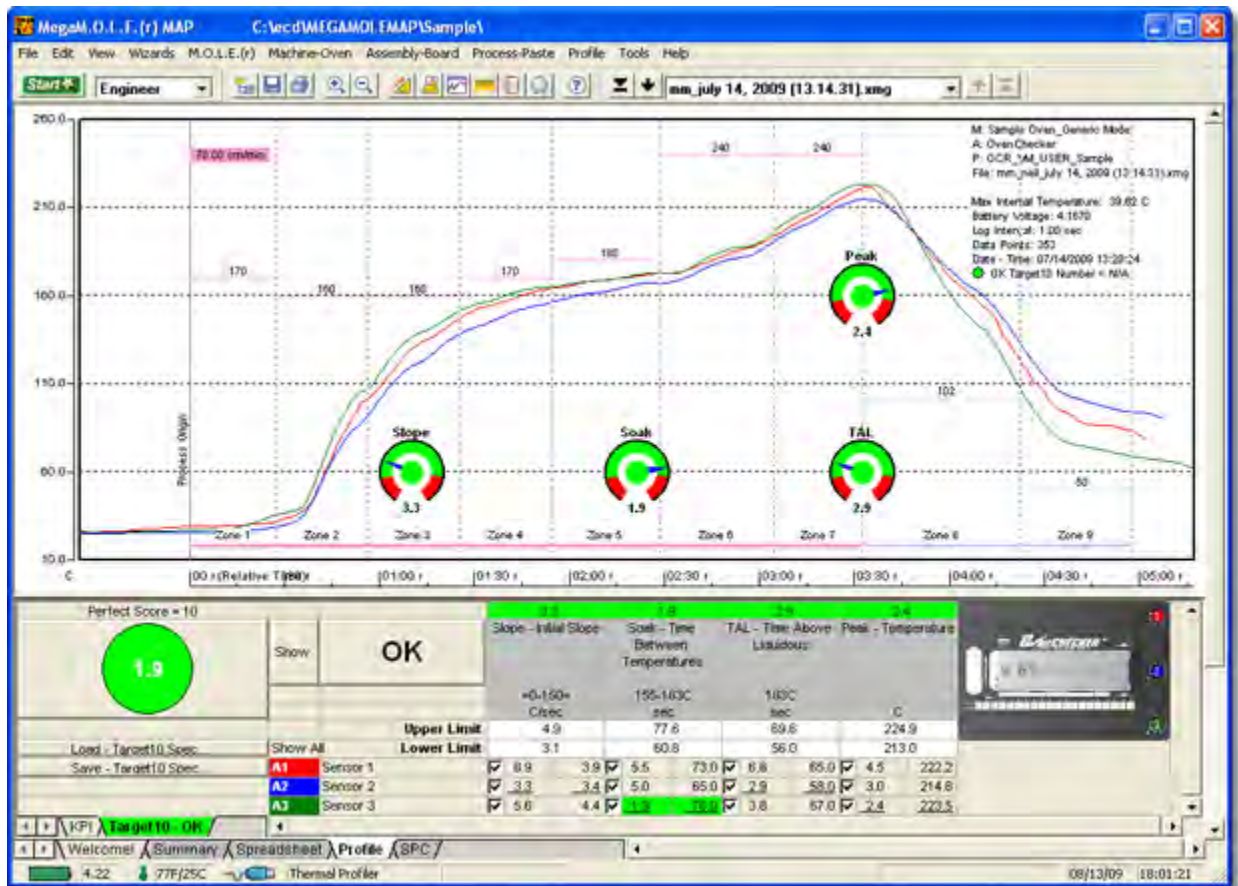 MegaM.O.L.E.(r) MAP C:\ecd\MEGAMOLEMAP\Sample\
File Edit View Wizards M.O.L.E.(r) Machine-Oven Assembly-Board Process-Paste Profile Tools Help
Start Engineer mm_july 14, 2009 (13.14.31).xmg
260.0
70.00 cm/min
240 240
M: Sample Oven_Generic Mode
A: OvenChecker
P: OCR_MM_USER_Sample
File: mm_neil_july 14, 2009 (13.14.31).xmg
210.0
Max Internal Temperature: 39.62 C
Battery Voltage: 4.1670
Log Interval: 1.00 sec
Data Points: 353
Date - Time: 07/14/2009 13:20:24
OK Target10 Number = N/A
170 170 180
Peak
160.0
160 160
2.4
110.0
102
Process Origin
Slope Soak TAL
60.0
50
3.3 1.9 2.9
Zone 1 Zone 2 Zone 3 Zone 4 Zone 5 Zone 6 Zone 7 Zone 8 Zone 9
10.0
C 00 r (Relative Time) 01:00 r 01:30 r 02:00 r 02:30 r 03:00 r 03:30 r 04:00 r 04:30 r 05:00 r
Perfect Score = 10
1.9
Show OK
3.3 1.9 2.9 2.4
Slope - Initial Slope Soak - Time Between Temperatures TAL - Time Above Liquidous Peak - Temperature
155-183C 183C
C/sec sec sec C
Upper Limit 4.9 77.6 69.6 224.9
Load - Target10 Spec Show All Lower Limit 3.1 60.8 56.0 213.0
Save - Target10 Spec A1 Sensor 1 6.9 3.9 5.5 73.0 6.8 65.0 4.5 222.2
A2 Sensor 2 3.3 3.4 5.0 65.0 2.9 58.0 3.0 214.8
A3 Sensor 3 5.6 4.4 1.9 76.0 3.8 67.0 2.4 223.5
KPI Target10 - OK
Welcome! Summary Spreadsheet Profile SPC
4.22 77F/25C Thermal Profiler 08/13/09 18:01:21